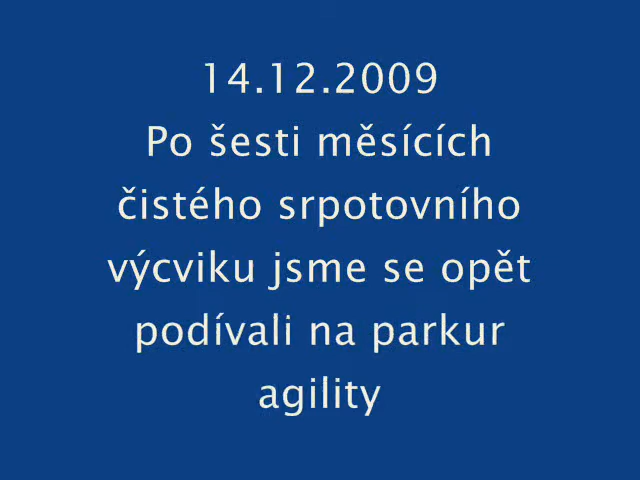 14.12.2009
Po šesti měsících
čistého srpotovního
výcviku jsme se opět
podívali na parkur
agility